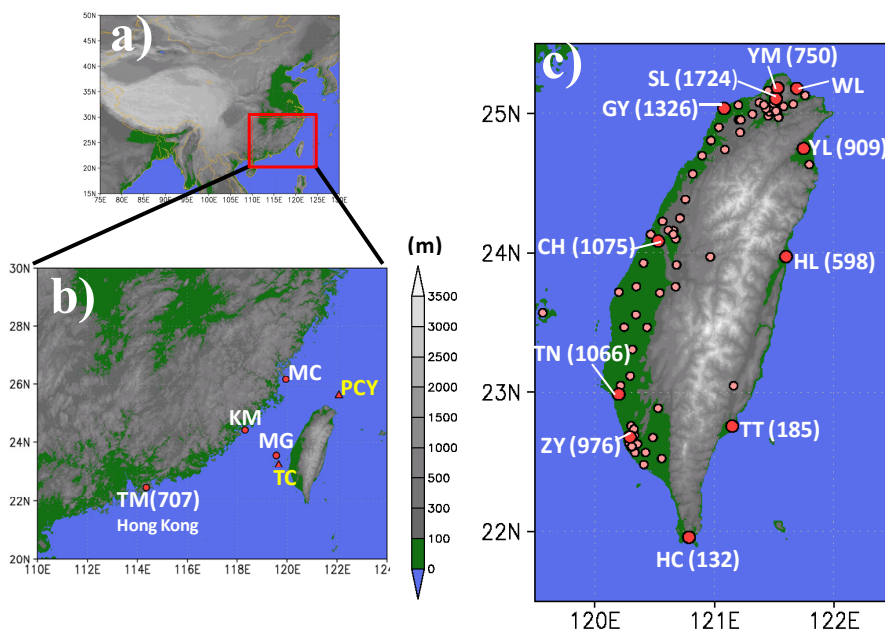 a)
50N
45N
40N
35N
30N
25N
20N
15N
75E 80E 85E 90E 95E 100E 105E 110E 115E 120E 125E 130E
b)
30N
28N
26N
24N
22N
20N
110E 112E 114E 116E 118E 120E 122E 124E
MC
PCY
KM
MG
TC
TM(707)
Hong Kong
(m)
3500
3000
2500
2000
1500
1000
500
300
100
0
c)
YM (750)
SL (1724)
WL
GY (1326)
YL (909)
CH (1075)
HL (598)
TN (1066)
ZY (976)
TT (185)
HC (132)
25N
24N
23N
22N
120E 121E 122E